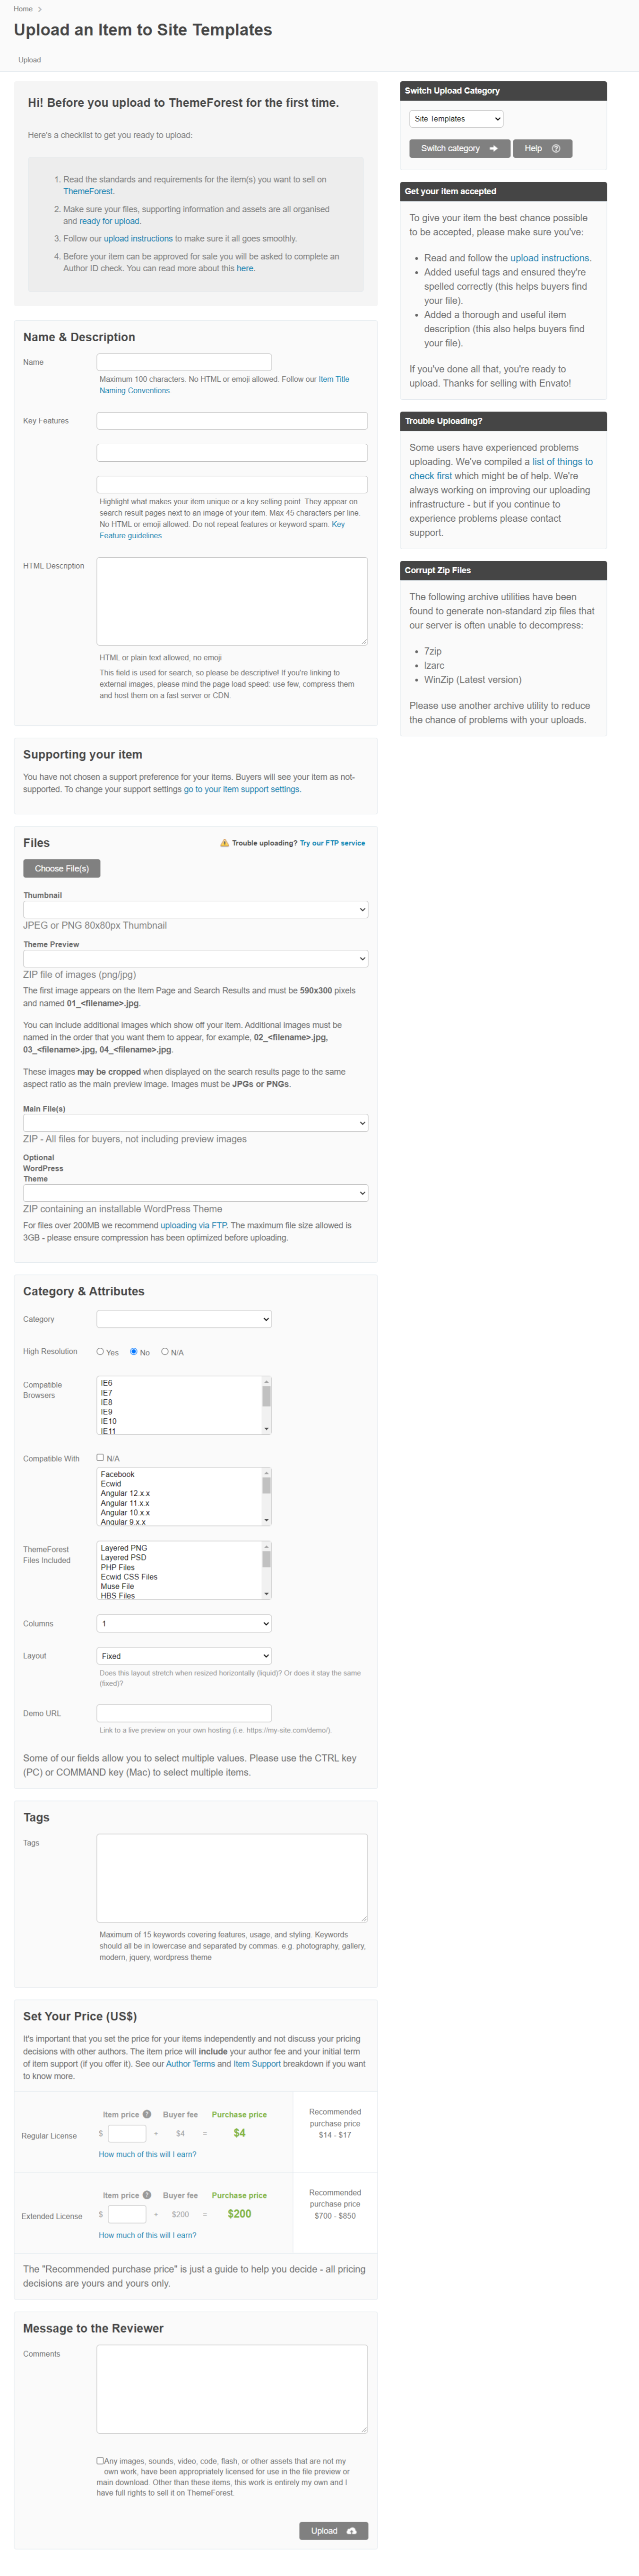 Home >
Upload an Item to Site Templates
Upload
Hi! Before you upload to ThemeForest for the first time.
Here's a checklist to get you ready to upload:
1. Read the standards and requirements for the item(s) you want to sell on
ThemeForest.
2. Make sure your files, supporting information and assets are all organised
and ready for upload.
3. Follow our upload instructions to make sure it all goes smoothly.
4. Before your item can be approved for sale you will be asked to complete an
Author ID check. You can read more about this here.
Name & Description
Name
Maximum 100 characters. No HTML or emoji allowed. Follow our Item Title
Naming Conventions.
Key Features
Highlight what makes your item unique or a key selling point. They appear on
search result pages next to an image of your item. Max 45 characters per line.
No HTML or emoji allowed. Do not repeat features or keyword spam. Key
Feature guidelines
HTML Description
HTML or plain text allowed, no emoji
This field is used for search, so please be descriptive! If you're linking to
external images, please mind the page load speed: use few, compress them
and host them on a fast server or CDN.
Supporting your item
You have not chosen a support preference for your items. Buyers will see your item as not-
supported. To change your support settings go to your item support settings.
Files
Trouble uploading? Try our FTP service
Choose File(s)
Thumbnail
JPEG or PNG 80x80px Thumbnail
Theme Preview
ZIP file of images (png/jpg)
The first image appears on the Item Page and Search Results and must be 590x300 pixels
and named 01_<filename>.jpg.
You can include additional images which show off your item. Additional images must be
named in the order that you want them to appear, for example, 02_<filename>.jpg,
03_<filename>.jpg, 04_<filename>.jpg.
These images may be cropped when displayed on the search results page to the same
aspect ratio as the main preview image. Images must be JPGs or PNGs.
Main File(s)
ZIP - All files for buyers, not including preview images
Optional
WordPress
Theme
ZIP containing an installable WordPress Theme
For files over 200MB we recommend uploading via FTP. The maximum file size allowed is
3GB - please ensure compression has been optimized before uploading.
Category & Attributes
Category
High Resolution
Yes No N/A
Compatible
Browsers
IE6
IE7
IE8
IE9
IE10
IE11
Compatible With
N/A
Facebook
Ecwid
Angular 12.x.x
Angular 11.x.x
Angular 10.x.x
Angular 9.x.x
ThemeForest
Files Included
Layered PNG
Layered PSD
PHP Files
Ecwid CSS Files
Muse File
HBS Files
Columns
1
Layout
Fixed
Does this layout stretch when resized horizontally (liquid)? Or does it stay the same
(fixed)?
Demo URL
Link to a live preview on your own hosting (i.e. https://my-site.com/demo/).
Some of our fields allow you to select multiple values. Please use the CTRL key
(PC) or COMMAND key (Mac) to select multiple items.
Tags
Tags
Maximum of 15 keywords covering features, usage, and styling. Keywords
should all be in lowercase and separated by commas. e.g. photography, gallery,
modern, jquery, wordpress theme
Set Your Price (US$)
It's important that you set the price for your items independently and not discuss your pricing
decisions with other authors. The item price will include your author fee and your initial term
of item support (if you offer it). See our Author Terms and Item Support breakdown if you want
to know more.
Item price ? Buyer fee Purchase price
Regular License
$ + $4 = $4
How much of this will I earn?
Recommended
purchase price
$14 - $17
Item price ? Buyer fee Purchase price
Extended License
$ + $200 = $200
How much of this will I earn?
Recommended
purchase price
$700 - $850
The "Recommended purchase price" is just a guide to help you decide - all pricing
decisions are yours and yours only.
Message to the Reviewer
Comments
Any images, sounds, video, code, flash, or other assets that are not my
own work, have been appropriately licensed for use in the file preview or
main download. Other than these items, this work is entirely my own and I
have full rights to sell it on ThemeForest.
Upload
Switch Upload Category
Site Templates
Switch category
Help ?
Get your item accepted
To give your item the best chance possible
to be accepted, please make sure you've:
• Read and follow the upload instructions.
• Added useful tags and ensured they're
spelled correctly (this helps buyers find
your file).
• Added a thorough and useful item
description (this also helps buyers find
your file).
If you've done all that, you're ready to
upload. Thanks for selling with Envato!
Trouble Uploading?
Some users have experienced problems
uploading. We've compiled a list of things to
check first which might be of help. We're
always working on improving our uploading
infrastructure - but if you continue to
experience problems please contact
support.
Corrupt Zip Files
The following archive utilities have been
found to generate non-standard zip files that
our server is often unable to decompress:
• 7zip
• Izarc
• WinZip (Latest version)
Please use another archive utility to reduce
the chance of problems with your uploads.